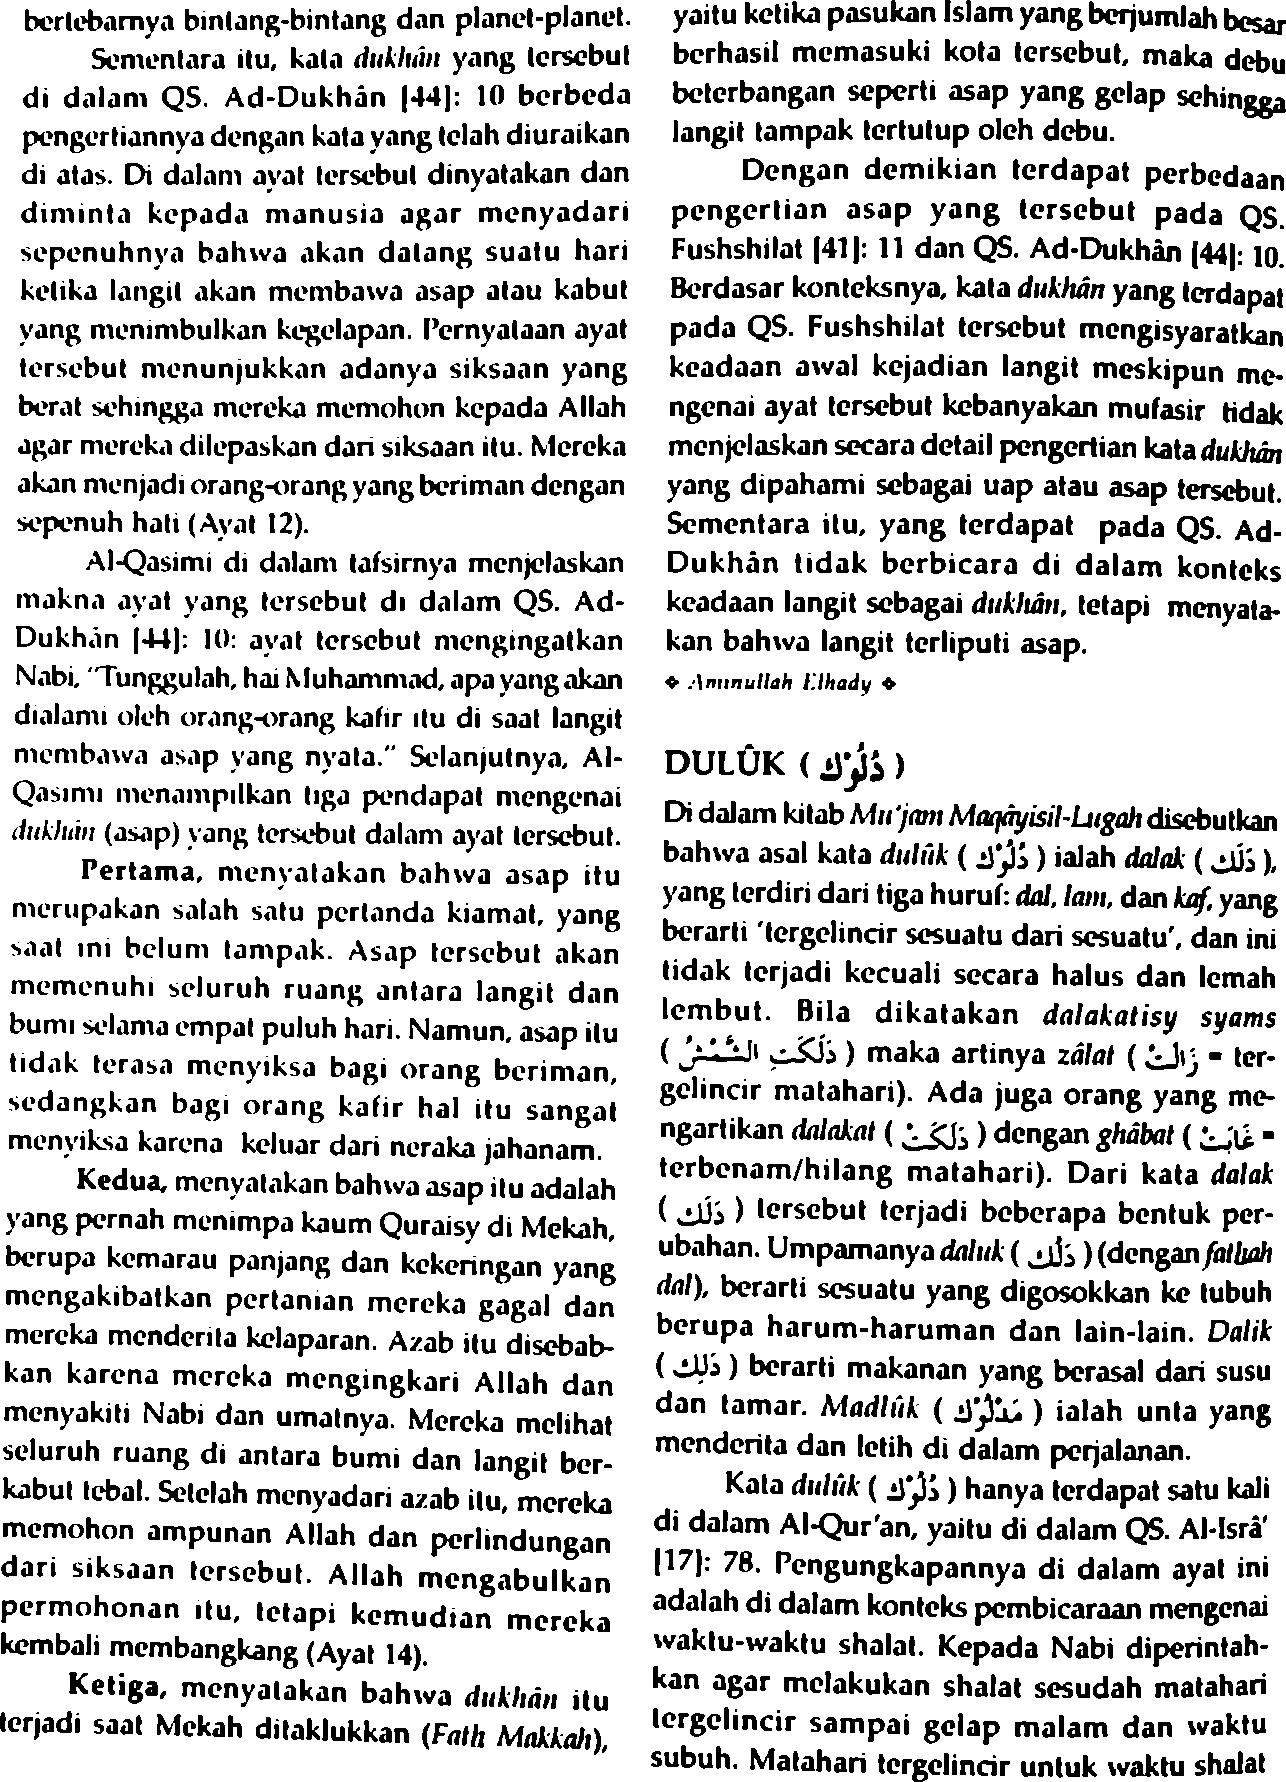 bertebarnya bintang-bintang dan planet-planet.
Sementara itu, kata dukhân yang tersebut
di dalam QS. Ad-Dukhân [44]: 10 berbeda
pengertiannya dengan kata yang telah diuraikan
di atas. Di dalam ayat tersebut dinyatakan dan
diminta kepada manusia agar menyadari
sepenuhnya bahwa akan datang suatu hari
ketika langit akan membawa asap atau kabut
yang menimbulkan kegelapan. Pernyataan ayat
tersebut menunjukkan adanya siksaan yang
berat sehingga mereka memohon kepada Allah
agar mereka dilepaskan dari siksaan itu. Mereka
akan menjadi orang-orang yang beriman dengan
sepenuh hati (Ayat 12).
Al-Qasimi di dalam tafsirnya menjelaskan
makna ayat yang tersebut di dalam QS. Ad-
Dukhân [44]: 10: ayat tersebut mengingatkan
Nabi, "Tunggulah, hai Muhammad, apa yang akan
dialami oleh orang-orang kafir itu di saat langit
membawa asap yang nyata." Selanjutnya, Al-
Qasimi menampilkan tiga pendapat mengenai
dukhân (asap) yang tersebut dalam ayat tersebut.
Pertama, menyatakan bahwa asap itu
merupakan salah satu pertanda kiamat, yang
saat ini belum tampak. Asap tersebut akan
memenuhi seluruh ruang antara langit dan
bumi selama empat puluh hari. Namun, asap itu
tidak terasa menyiksa bagi orang beriman,
sedangkan bagi orang kafir hal itu sangat
menyiksa karena keluar dari neraka jahanam.
Kedua, menyatakan bahwa asap itu adalah
yang pernah menimpa kaum Quraisy di Mekah,
berupa kemarau panjang dan kekeringan yang
mengakibatkan pertanian mereka gagal dan
mereka menderita kelaparan. Azab itu disebab-
kan karena mereka mengingkari Allah dan
menyakiti Nabi dan umatnya. Mereka melihat
seluruh ruang di antara bumi dan langit ber-
kabut tebal. Setelah menyadari azab itu, mereka
memohon ampunan Allah dan perlindungan
dari siksaan tersebut. Allah mengabulkan
permohonan itu, tetapi kemudian mereka
kembali membangkang (Ayat 14).
Ketiga, menyatakan bahwa dukhân itu
terjadi saat Mekah ditaklukkan (Fath Makkah),
yaitu ketika pasukan Islam yang berjumlah besar
berhasil memasuki kota tersebut, maka debu
beterbangan seperti asap yang gelap sehingga
langit tampak tertutup oleh debu.
Dengan demikian terdapat perbedaan
pengertian asap yang tersebut pada QS.
Fushshilat [41]: 11 dan QS. Ad-Dukhân [44]: 10.
Berdasar konteksnya, kata dukhân yang terdapat
pada QS. Fushshilat tersebut mengisyaratkan
keadaan awal kejadian langit meskipun me-
ngenai ayat tersebut kebanyakan mufasir tidak
menjelaskan secara detail pengertian kata dukhân
yang dipahami sebagai uap atau asap tersebut.
Sementara itu, yang terdapat pada QS. Ad-
Dukhân tidak berbicara di dalam konteks
keadaan langit sebagai dukhân, tetapi menyata-
kan bahwa langit terliputi asap.
❖ Aminullah Elhady ❖
DULÛK ( دُلُوْك )
Di dalam kitab Mu'jam Maqâyisil-Lugah disebutkan
bahwa asal kata dulûk ( دُلُوْك ) ialah dalak ( دَلَك ),
yang terdiri dari tiga huruf: dal, lam, dan kaf, yang
berarti 'tergelincir sesuatu dari sesuatu', dan ini
tidak terjadi kecuali secara halus dan lemah
lembut. Bila dikatakan dalakatisy syams
( دَلَكَتِ الشَّمْسُ ) maka artinya zâlat ( زَالَتْ = ter-
gelincir matahari). Ada juga orang yang me-
ngartikan dalakat ( دَلَكَتْ ) dengan ghâbat ( غَابَتْ =
terbenam/hilang matahari). Dari kata dalak
( دَلَك ) tersebut terjadi beberapa bentuk per-
ubahan. Umpamanya daluk ( دَلُك ) (dengan fathah
dal), berarti sesuatu yang digosokkan ke tubuh
berupa harum-haruman dan lain-lain. Dalik
( دَلِك ) berarti makanan yang berasal dari susu
dan tamar. Madlûk ( مَدْلُوْك ) ialah unta yang
menderita dan letih di dalam perjalanan.
Kata dulûk ( دُلُوْك ) hanya terdapat satu kali
di dalam Al-Qur'an, yaitu di dalam QS. Al-Isrâ'
[17]: 78. Pengungkapannya di dalam ayat ini
adalah di dalam konteks pembicaraan mengenai
waktu-waktu shalat. Kepada Nabi diperintah-
kan agar melakukan shalat sesudah matahari
tergelincir sampai gelap malam dan waktu
subuh. Matahari tergelincir untuk waktu shalat